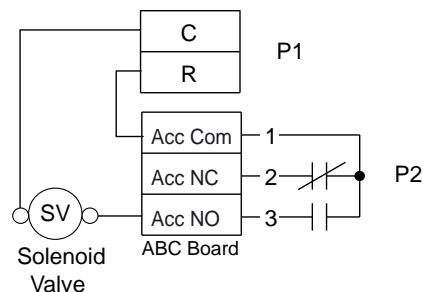 C
P1
R
Acc Com
1
Acc NC
2
P2
SV
Acc NO
3
ABC Board
Solenoid
Valve